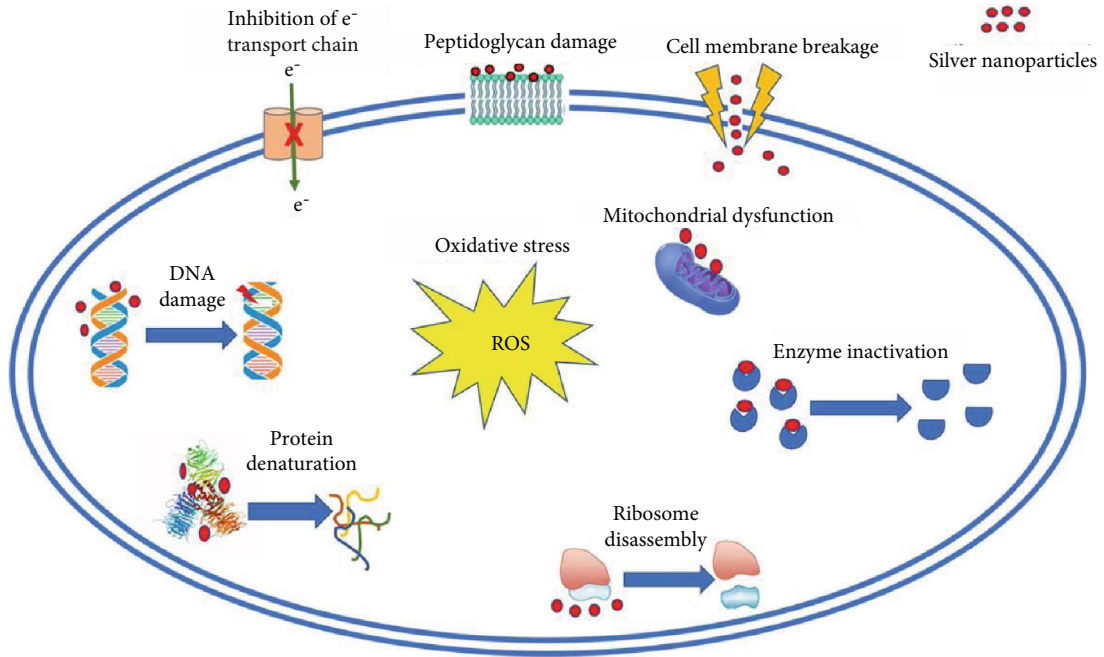 Inhibition of e⁻
transport chain
e⁻
e⁻
Peptidoglycan damage
Cell membrane breakage
Silver nanoparticles
Mitochondrial dysfunction
Oxidative stress
ROS
DNA
damage
Enzyme inactivation
Protein
denaturation
Ribosome
disassembly